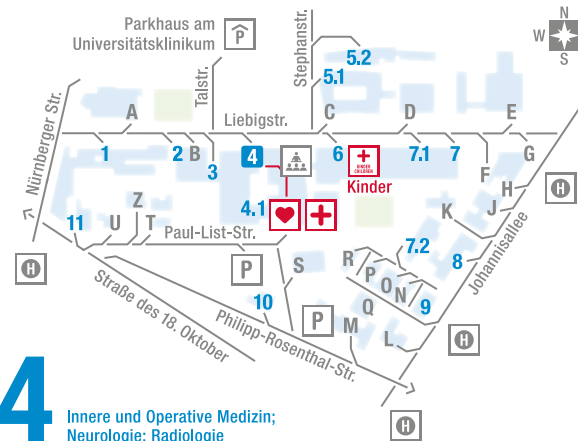 N
W
S
Parkhaus am
Universitätsklinikum
P
Stephanstr.
5.2
5.1
Talstr.
Nürnberger Str.
A
Liebigstr.
C
D
E
1
2
B
3
4
6
KINDER
CHILDREN
Kinder
7.1
7
F
G
H
H
4.1
Z
11
U
T
Paul-List-Str.
K
J
Johannisallee
7.2
8
R
P
O
N
9
S
H
P
Straße des 18. Oktober
10
Philipp-Rosenthal-Str.
P
Q
M
L
H
H
4
Innere und Operative Medizin;
Neurologie; Radiologie